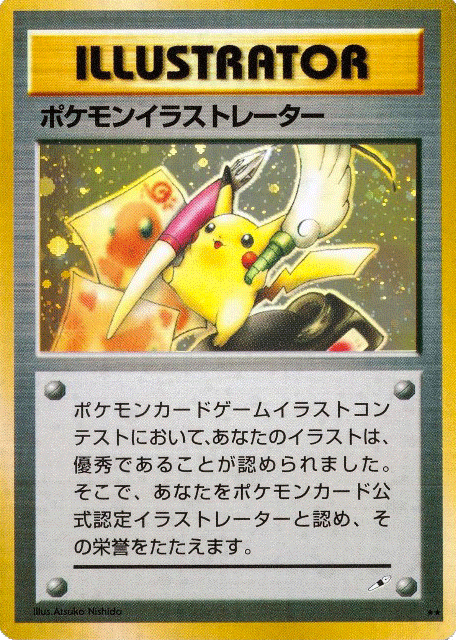 ILLUSTRATOR
ポケモンイラストレーター
ポケモンカードゲームイラストコン
テストにおいて、あなたのイラストは、
優秀であることが認められました。
そこで、あなたをポケモンカード公
式認定イラストレーターと認め、そ
の栄誉をたたえます。
Illus.Atsuko Nishida
★★